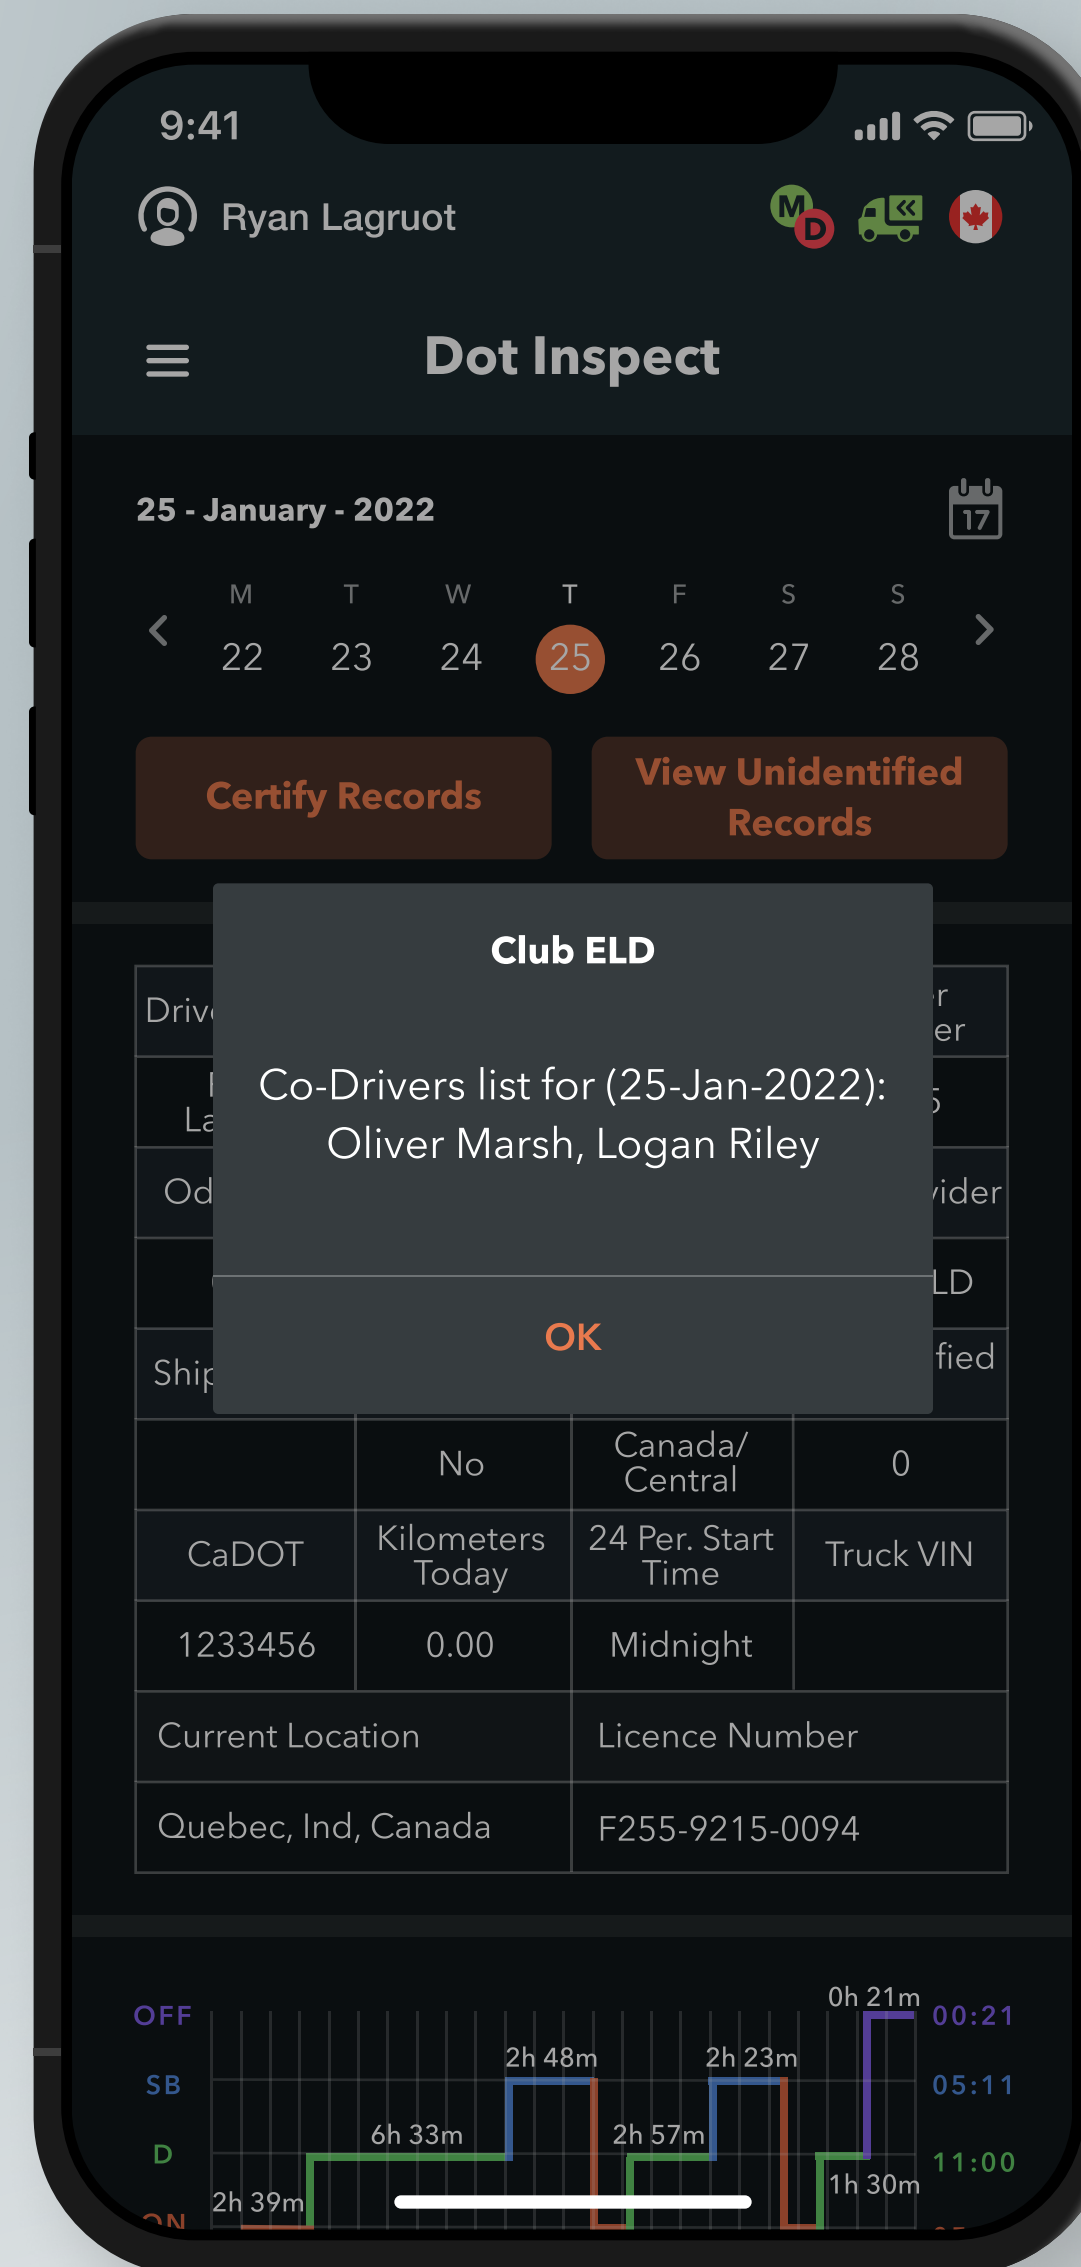 9:41
Ryan Lagruot
M
D
Dot Inspect
25 - January - 2022
17
M T W T F S S
22 23 24 25 26 27 28
Certify Records
View Unidentified
Records
Club ELD
Co-Drivers list for (25-Jan-2022):
Oliver Marsh, Logan Riley
OK
No
Canada/
Central
0
CaDOT
Kilometers
Today
24 Per. Start
Time
Truck VIN
1233456
0.00
Midnight
Current Location
Licence Number
Quebec, Ind, Canada
F255-9215-0094
0h 21m
OFF
00:21
2h 48m
2h 23m
SB
05:11
6h 33m
2h 57m
D
11:00
1h 30m
2h 39m
ON